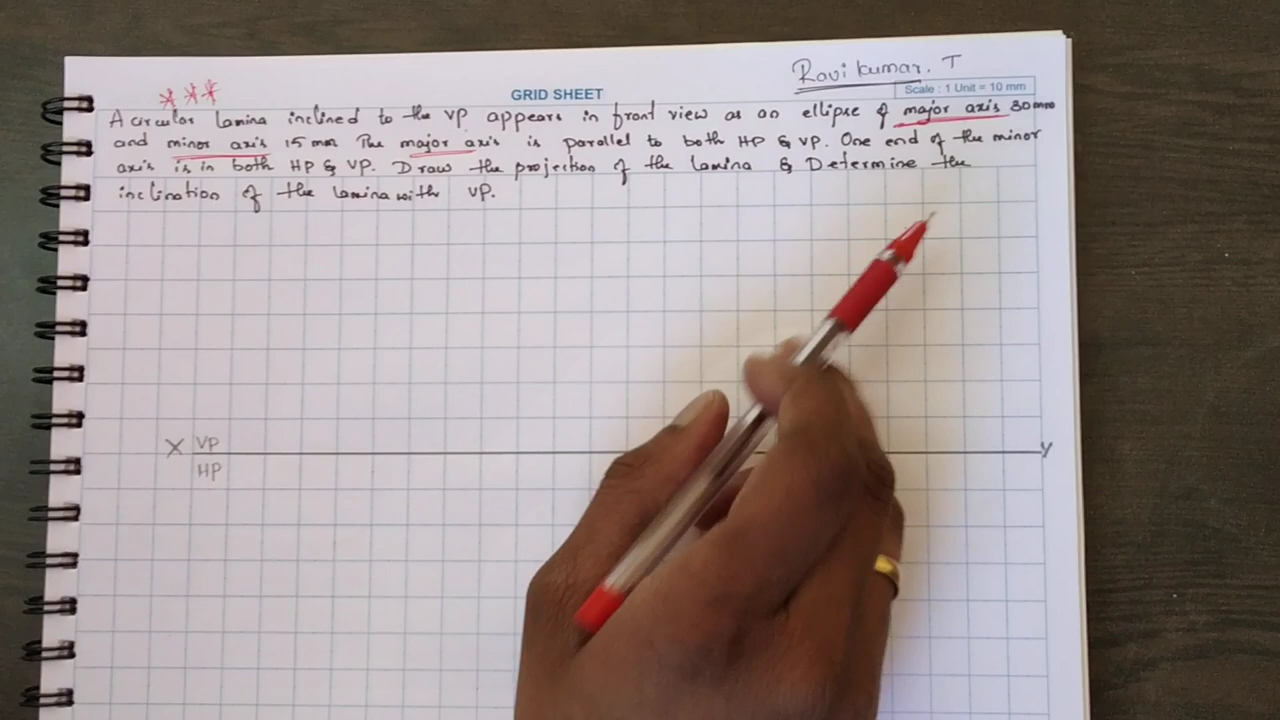 Ravi kumar. T
GRID SHEET
Scale : 1 Unit = 10 mm
A circular lamina inclined to the VP appears in front view as an ellipse of major axis 30mm
and minor axis 15 mm The major axis is parallel to both HP & VP. One end of the minor
axis is in both HP & VP. Draw the projection of the lamina & Determine the
inclination of the lamina with VP.
X VP Y
HP